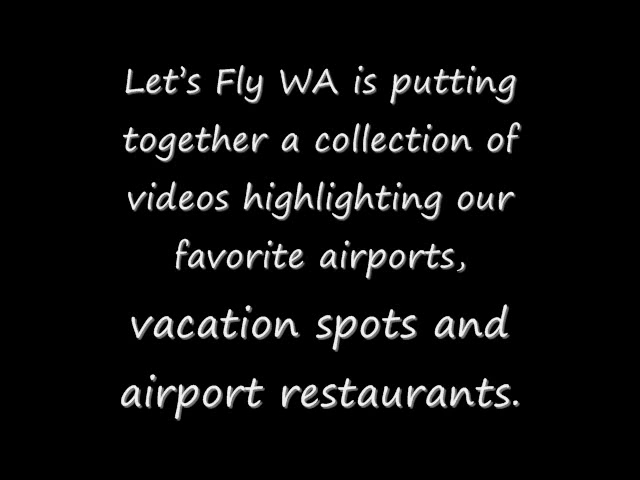 Let's Fly WA is putting
together a collection of
videos highlighting our
favorite airports,
vacation spots and
airport restaurants.